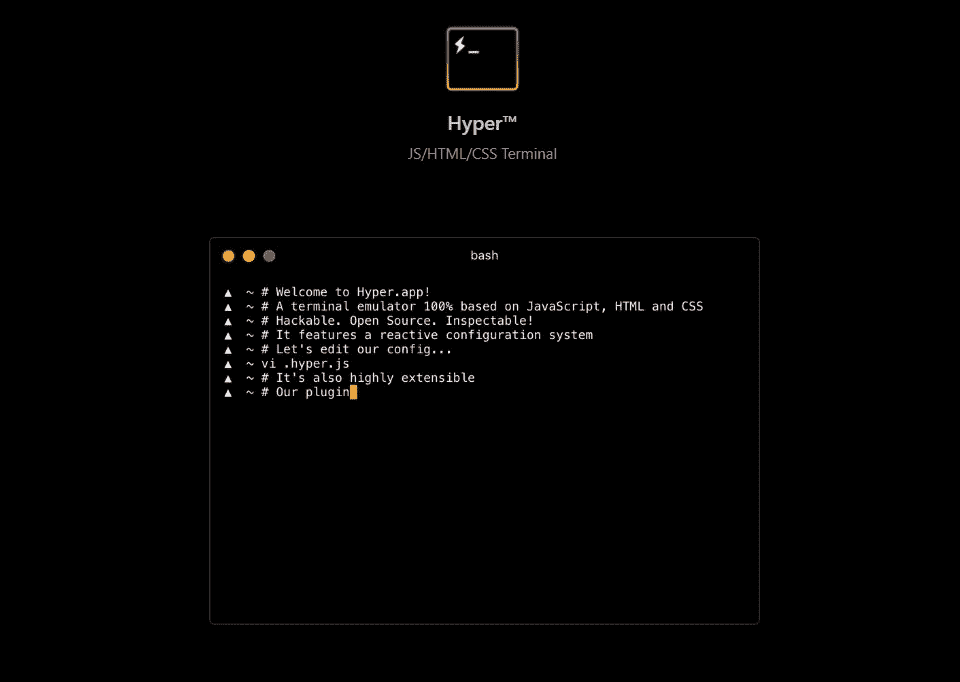 Hyper™
JS/HTML/CSS Terminal
bash
▲ ~ # Welcome to Hyper.app!
▲ ~ # A terminal emulator 100% based on JavaScript, HTML and CSS
▲ ~ # Hackable. Open Source. Inspectable!
▲ ~ # It features a reactive configuration system
▲ ~ # Let's edit our config...
▲ ~ vi .hyper.js
▲ ~ # It's also highly extensible
▲ ~ # Our plugin